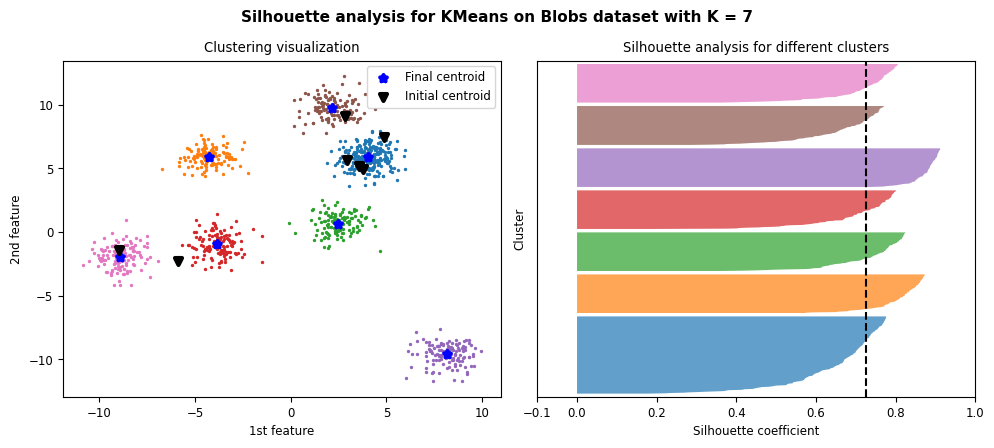 Silhouette analysis for KMeans on Blobs dataset with K = 7
Clustering visualization
Final centroid
Initial centroid
2nd feature
10
5
0
−5
−10
−10
−5
0
5
10
1st feature
Silhouette analysis for different clusters
Cluster
−0.1
0.0
0.2
0.4
0.6
0.8
1.0
Silhouette coefficient